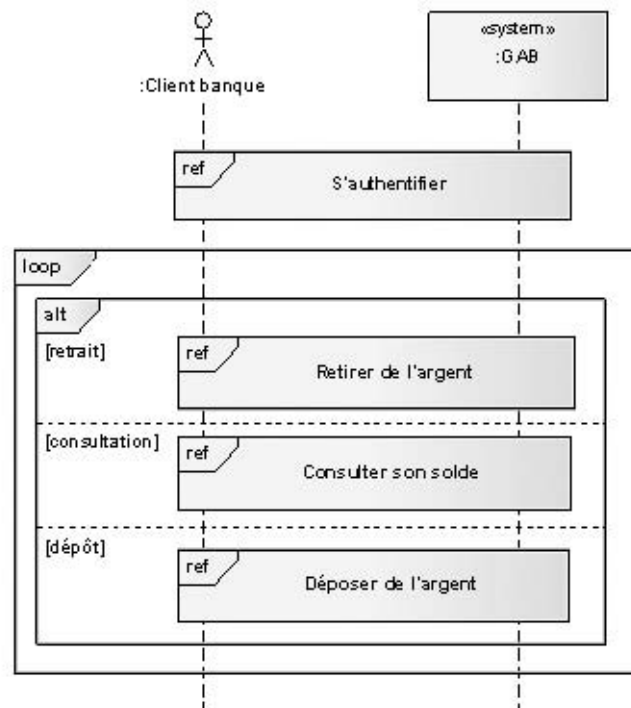 «system»
:GAB
:Client banque
ref
S'authentifier
loop
alt
[retrait]
ref
Retirer de l'argent
[consultation]
ref
Consulter son solde
[dépôt]
ref
Déposer de l'argent